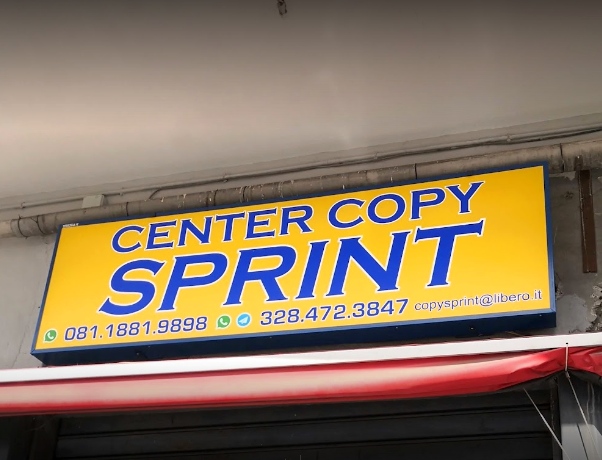 CENTER COPY
SPRINT
081.1881.9898 328.472.3847 copysprint@libero.it